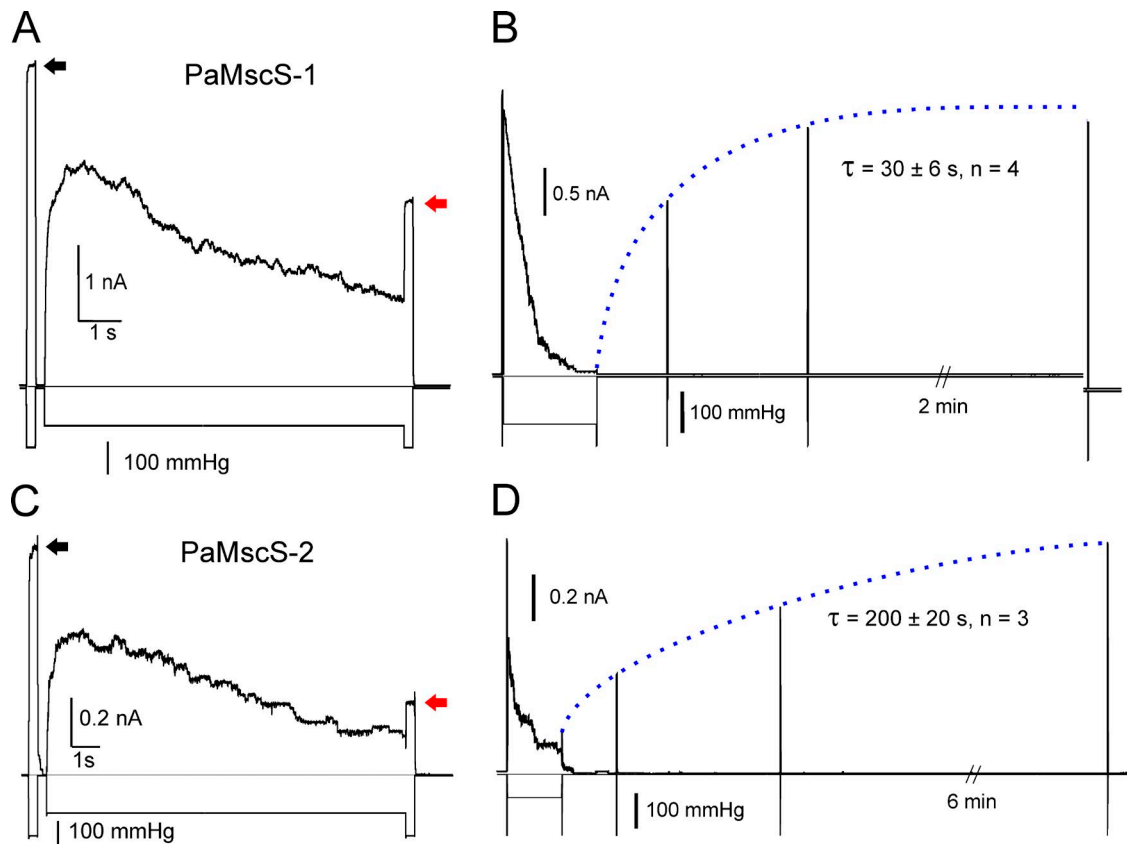 A
PaMscS-1
1 nA
1 s
100 mmHg
B
0.5 nA
τ = 30 ± 6 s, n = 4
100 mmHg
2 min
C
PaMscS-2
0.2 nA
1s
100 mmHg
D
0.2 nA
τ = 200 ± 20 s, n = 3
100 mmHg
6 min